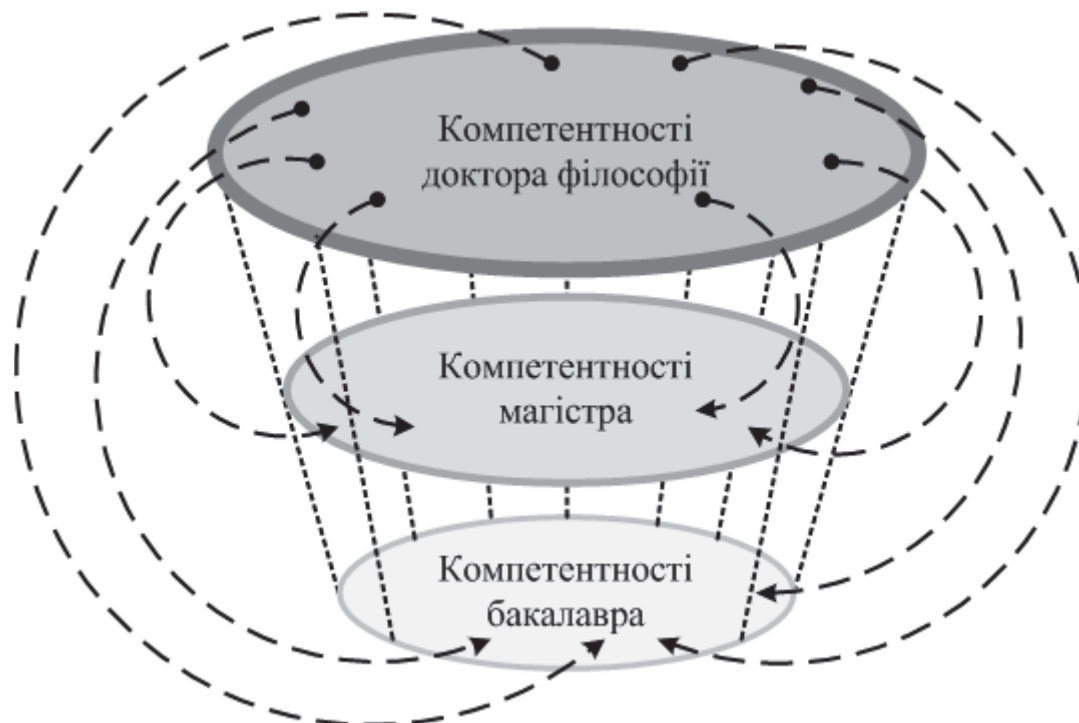 Компетентності
доктора філософії
Компетентності
магістра
Компетентності
бакалавра